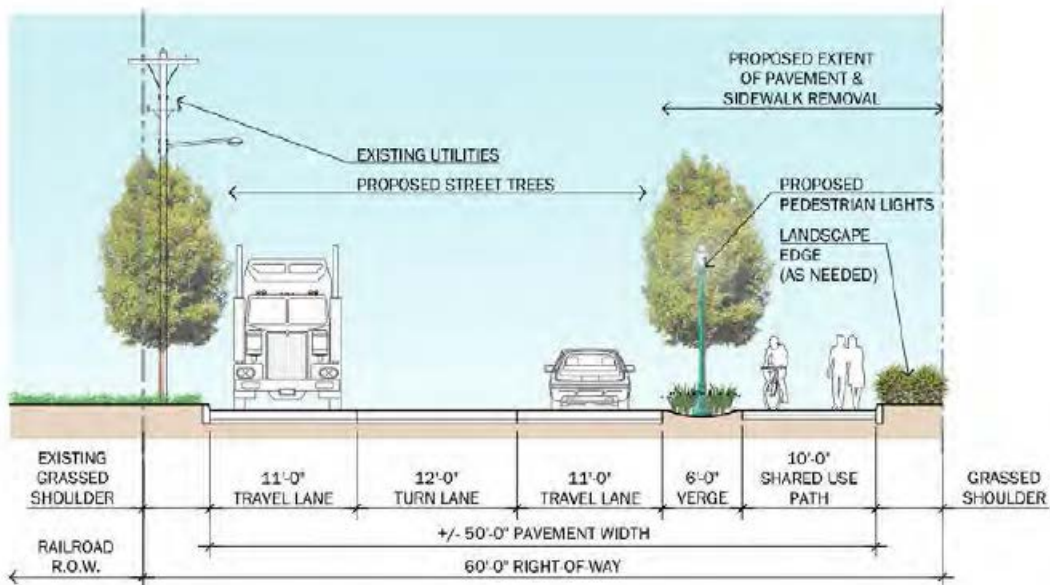 PROPOSED EXTENT
OF PAVEMENT &
SIDEWALK REMOVAL
EXISTING UTILITIES
PROPOSED STREET TREES
PROPOSED
PEDESTRIAN LIGHTS
LANDSCAPE
EDGE
(AS NEEDED)
EXISTING
GRASSED
SHOULDER
11'-0"
TRAVEL LANE
12'-0"
TURN LANE
11'-0"
TRAVEL LANE
6'-0"
VERGE
10'-0"
SHARED USE
PATH
GRASSED
SHOULDER
+/- 50'-0" PAVEMENT WIDTH
RAILROAD
R.O.W.
60'-0" RIGHT-OF-WAY